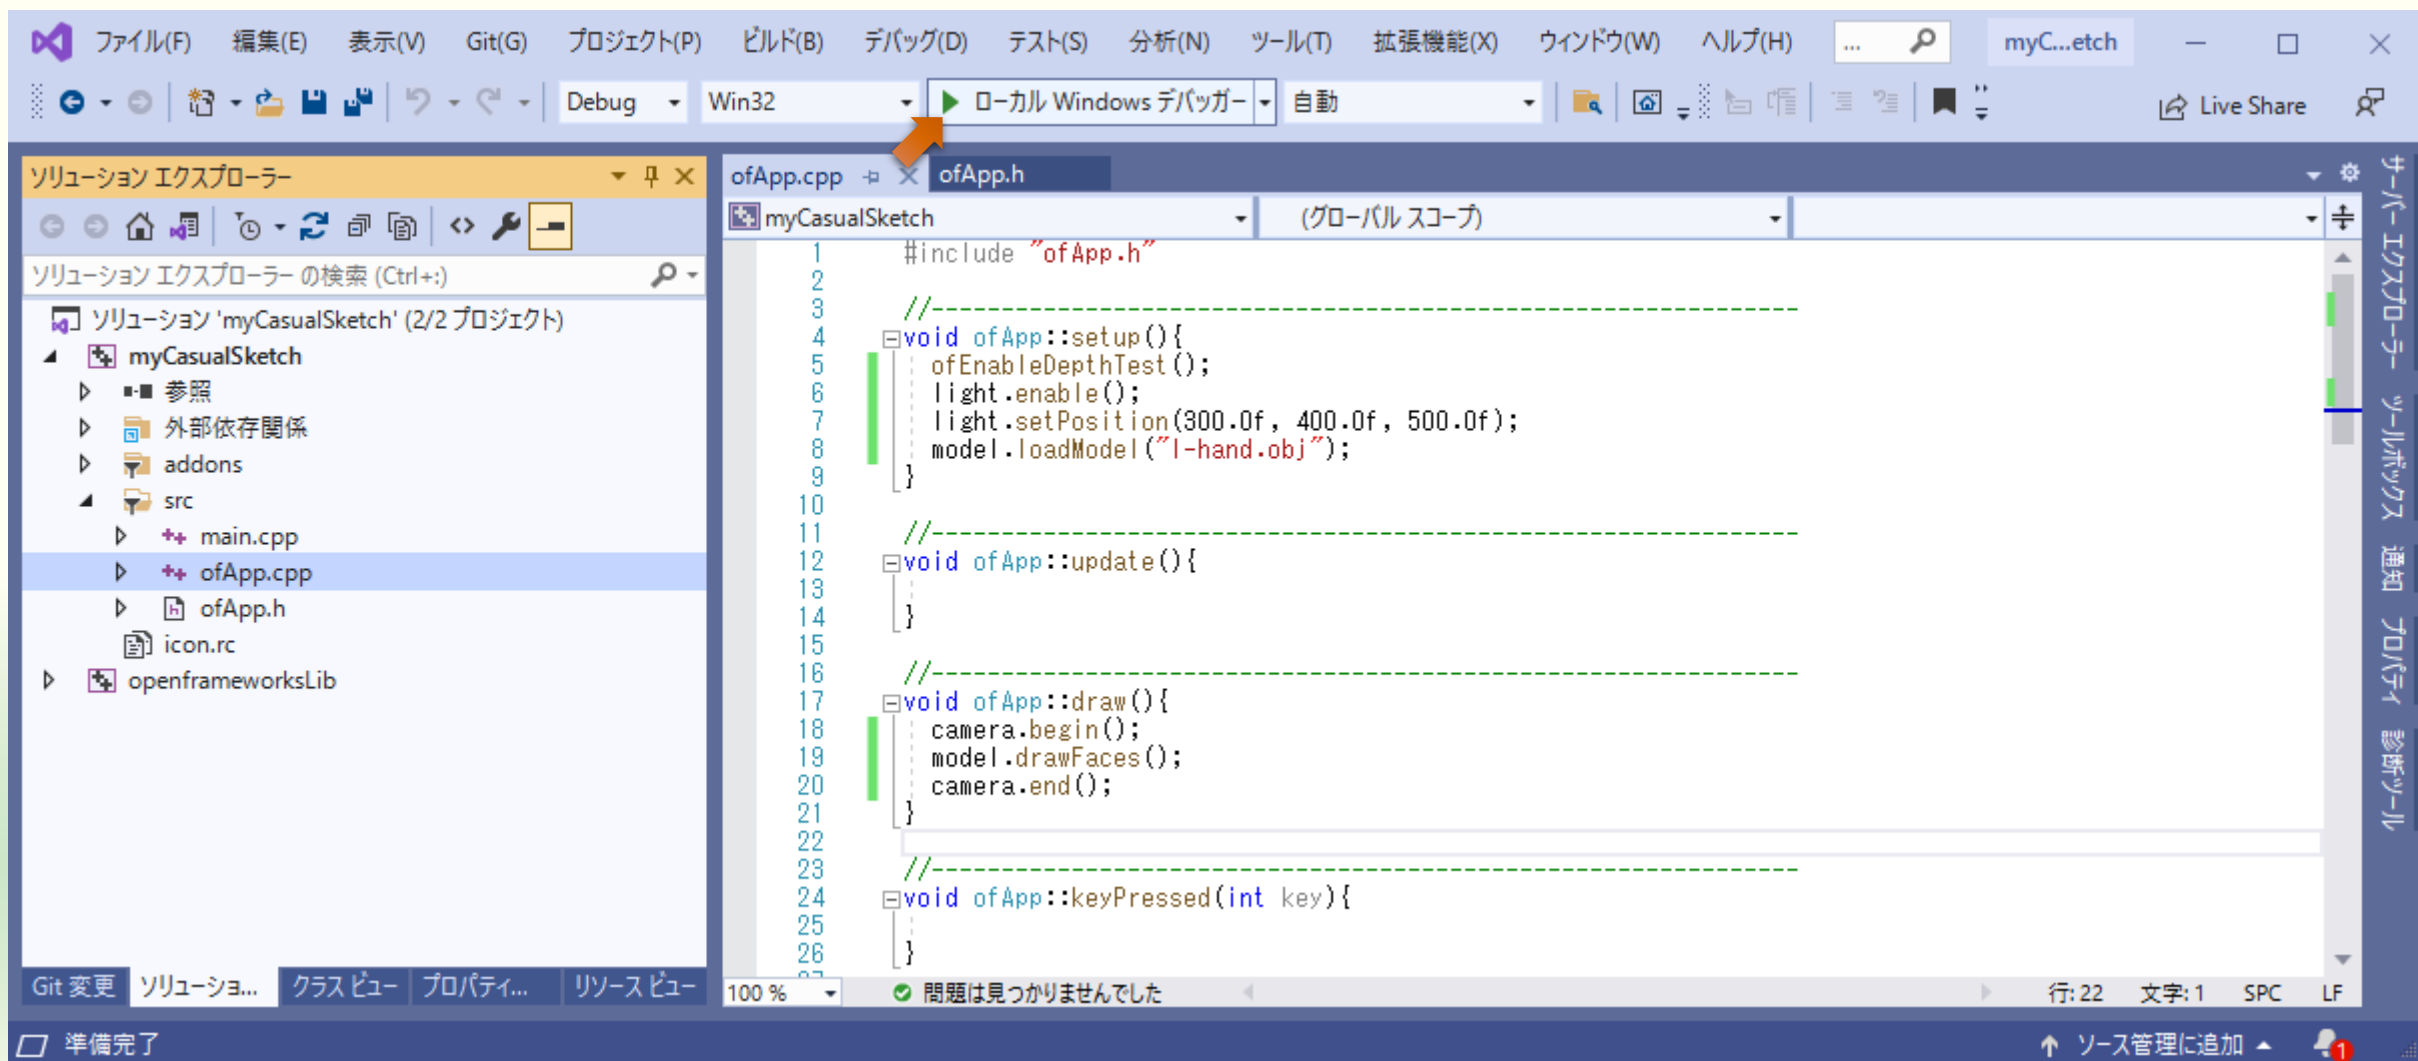 ファイル(F) 編集(E) 表示(V) Git(G) プロジェクト(P) ビルド(B) デバッグ(D) テスト(S) 分析(N) ツール(T) 拡張機能(X) ウィンドウ(W) ヘルプ(H) ... myC...etch
Debug Win32 ローカル Windows デバッガー 自動 Live Share
ソリューション エクスプローラー
ソリューション エクスプローラー の検索 (Ctrl+:)
ソリューション 'myCasualSketch' (2/2 プロジェクト)
myCasualSketch
参照
外部依存関係
addons
src
main.cpp
ofApp.cpp
ofApp.h
icon.rc
openframeworksLib
Git 変更 ソリューショ... クラス ビュー プロパティ... リソース ビュー
ofApp.cpp ofApp.h
myCasualSketch (グローバル スコープ)
1 #include "ofApp.h"
2
3 //--------------------------------------------------------------
4 void ofApp::setup(){
5 ofEnableDepthTest();
6 light.enable();
7 light.setPosition(300.0f, 400.0f, 500.0f);
8 model.loadModel("l-hand.obj");
9 }
10
11 //--------------------------------------------------------------
12 void ofApp::update(){
13
14 }
15
16 //--------------------------------------------------------------
17 void ofApp::draw(){
18 camera.begin();
19 model.drawFaces();
20 camera.end();
21 }
22
23 //--------------------------------------------------------------
24 void ofApp::keyPressed(int key){
25
26 }
100 % 問題は見つかりませんでした 行: 22 文字: 1 SPC LF
サーバー エクスプローラー
ツールボックス
通知
プロパティ
診断ツール
準備完了 ソース管理に追加 1